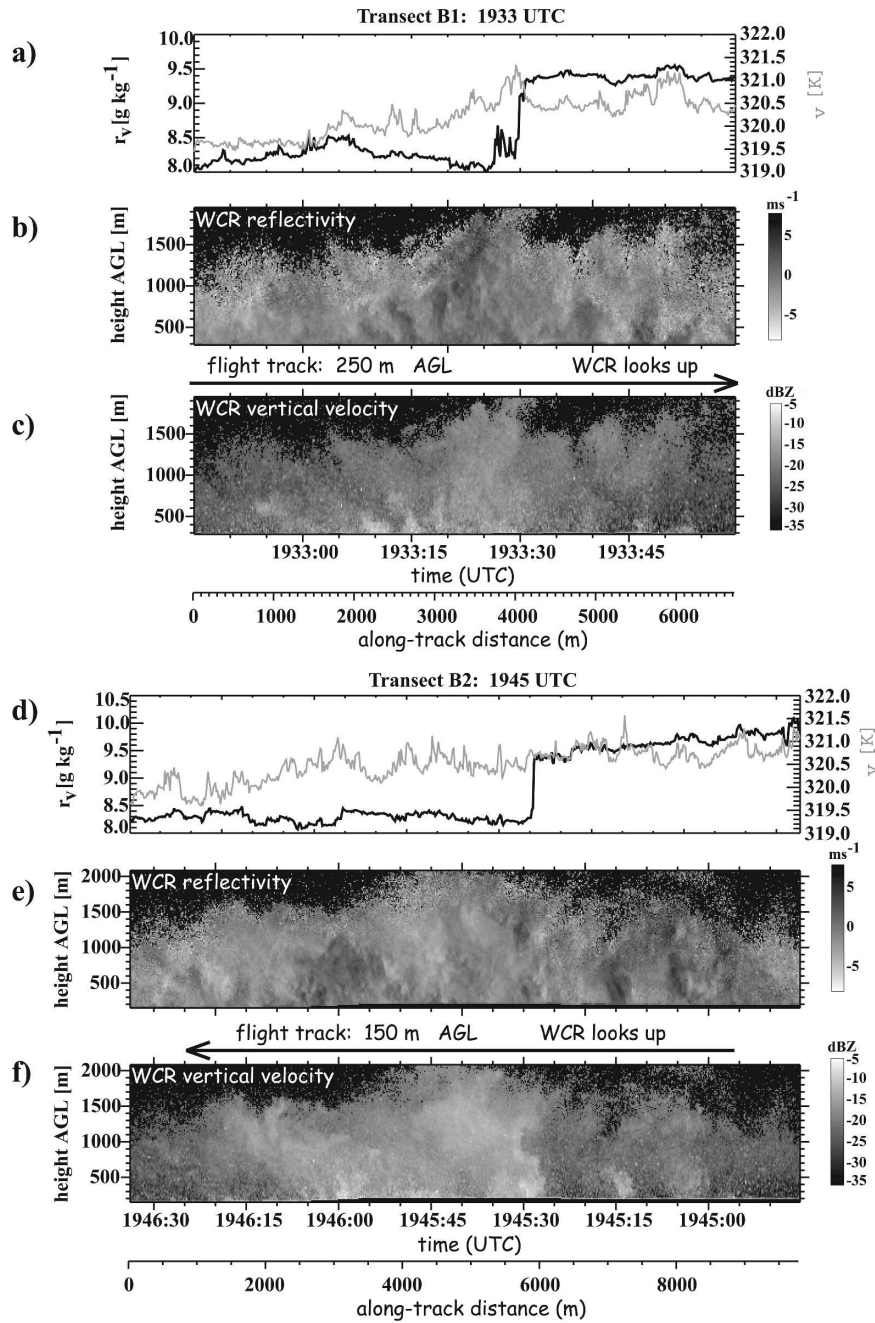 Transect B1: 1933 UTC
a)
10.0
9.5
9.0
8.5
8.0
rv[g kg-1]
322.0
321.0
320.5
320.0
319.5
319.0
v [K]
b)
WCR reflectivity
1500
1000
500
height AGL [m]
ms-1
5
0
-5
flight track: 250 m AGL WCR looks up
c)
WCR vertical velocity
1500
1000
500
height AGL [m]
dBZ
-5
-10
-15
-20
-25
-30
-35
1933:00 1933:15 1933:30 1933:45
time (UTC)
0 1000 2000 3000 4000 5000 6000
along-track distance (m)
Transect B2: 1945 UTC
d)
10.5
10.0
9.5
9.0
8.5
8.0
rv[g kg-1]
322.0
321.5
321.0
320.5
320.0
319.5
319.0
v [K]
e)
WCR reflectivity
2000
1500
1000
500
height AGL [m]
ms-1
5
0
-5
flight track: 150 m AGL WCR looks up
f)
WCR vertical velocity
2000
1500
1000
500
height AGL [m]
dBZ
-5
-10
-15
-20
-25
-30
-35
1946:30 1946:15 1946:00 1945:45 1945:30 1945:15 1945:00
time (UTC)
0 2000 4000 6000 8000
along-track distance (m)